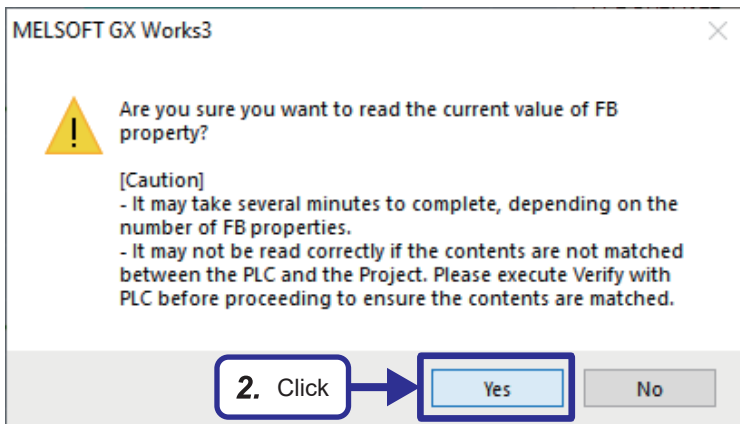 MELSOFT GX Works3
Are you sure you want to read the current value of FB
property?
[Caution]
- It may take several minutes to complete, depending on the
number of FB properties.
- It may not be read correctly if the contents are not matched
between the PLC and the Project. Please execute Verify with
PLC before proceeding to ensure the contents are matched.
2. Click
Yes
No